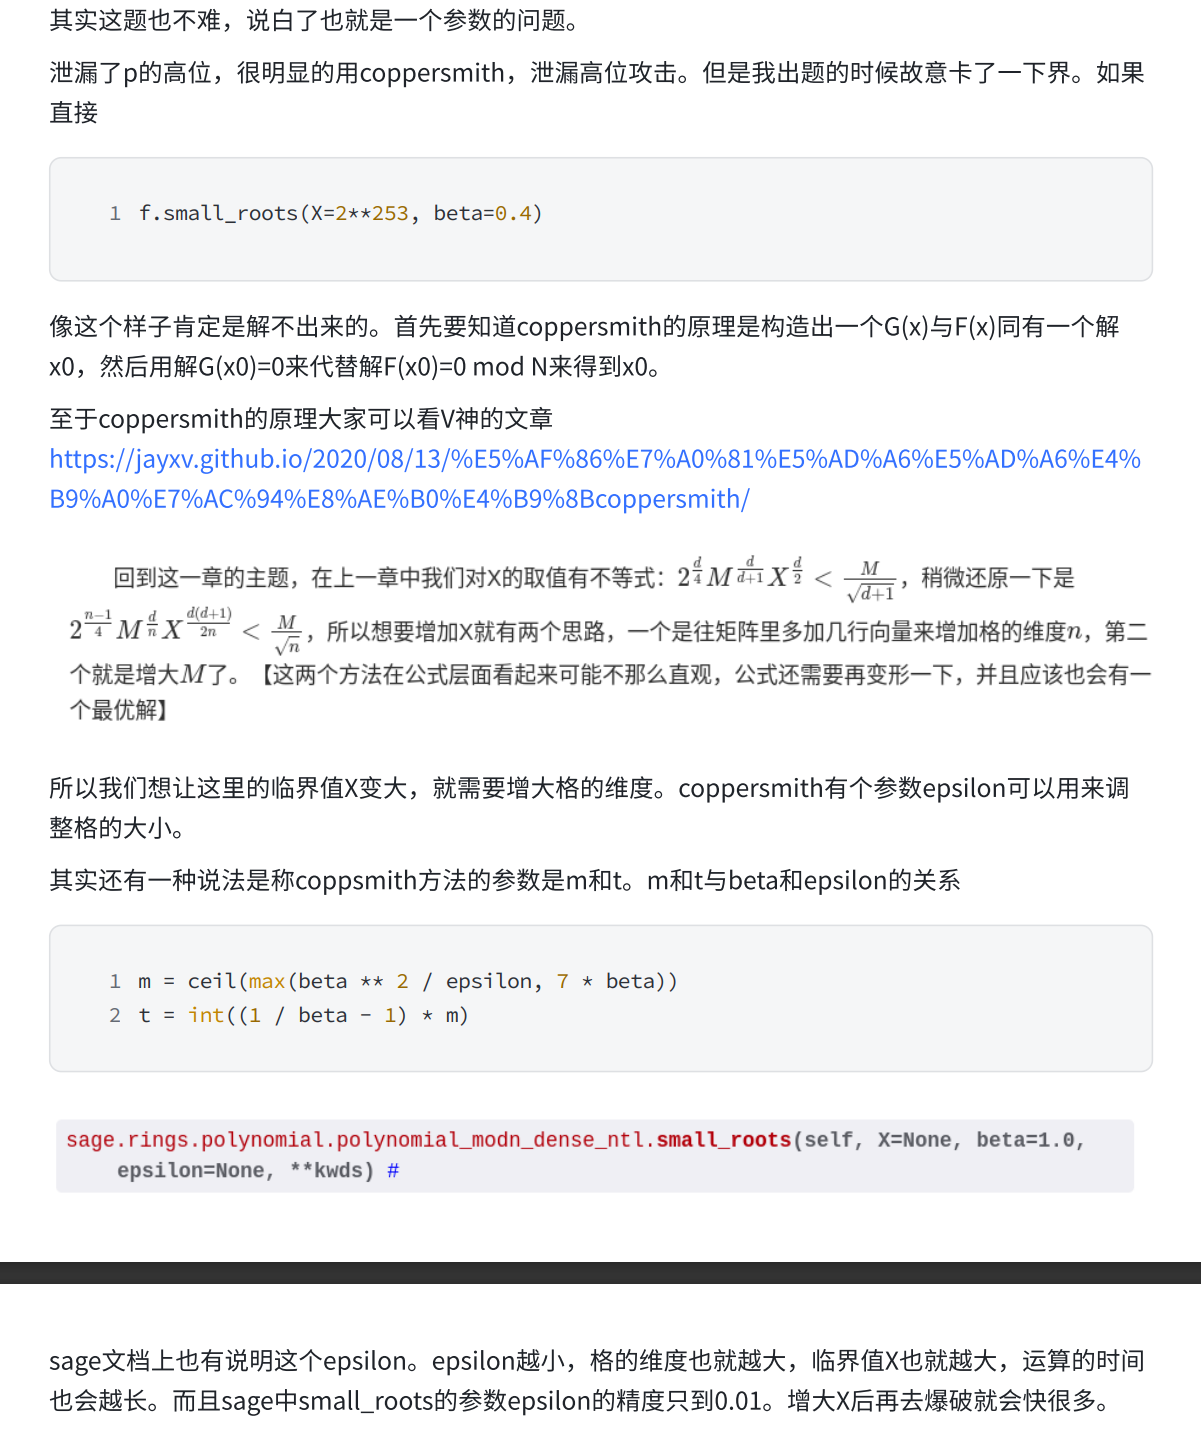 其实这题也不难，说白了也就是一个参数的问题。
泄漏了p的高位，很明显的用coppersmith，泄漏高位攻击。但是我出题的时候故意卡了一下界。如果
直接
1 f.small_roots(X=2**253, beta=0.4)
像这个样子肯定是解不出来的。首先要知道coppersmith的原理是构造出一个G(x)与F(x)同有一个解
x0，然后用解G(x0)=0来代替解F(x0)=0 mod N来得到x0。
至于coppersmith的原理大家可以看V神的文章
https://jayxv.github.io/2020/08/13/%E5%AF%86%E7%A0%81%E5%AD%A6%E5%AD%A6%E4%
B9%A0%E7%AC%94%E8%AE%B0%E4%B9%8Bcoppersmith/
回到这一章的主题，在上一章中我们对X的取值有不等式：$2^{\frac{d}{4}}M^{\frac{d}{d+1}}X^{\frac{d}{2}} < \frac{M}{\sqrt{d+1}}$，稍微还原一下是
$2^{\frac{n-1}{4}}M^{\frac{d}{n}}X^{\frac{d(d+1)}{2n}} < \frac{M}{\sqrt{n}}$，所以想要增加X就有两个思路，一个是往矩阵里多加几行向量来增加格的维度n，第二
个就是增大M了。【这两个方法在公式层面看起来可能不那么直观，公式还需要再变形一下，并且应该也会有一
个最优解】
所以我们想让这里的临界值X变大，就需要增大格的维度。coppersmith有个参数epsilon可以用来调
整格的大小。
其实还有一种说法是称coppsmith方法的参数是m和t。m和t与beta和epsilon的关系
1 m = ceil(max(beta ** 2 / epsilon, 7 * beta))
2 t = int((1 / beta - 1) * m)
sage.rings.polynomial.polynomial_modn_dense_ntl.small_roots(self, X=None, beta=1.0,
epsilon=None, **kwds) #
sage文档上也有说明这个epsilon。epsilon越小，格的维度也就越大，临界值X也就越大，运算的时间
也会越长。而且sage中small_roots的参数epsilon的精度只到0.01。增大X后再去爆破就会快很多。